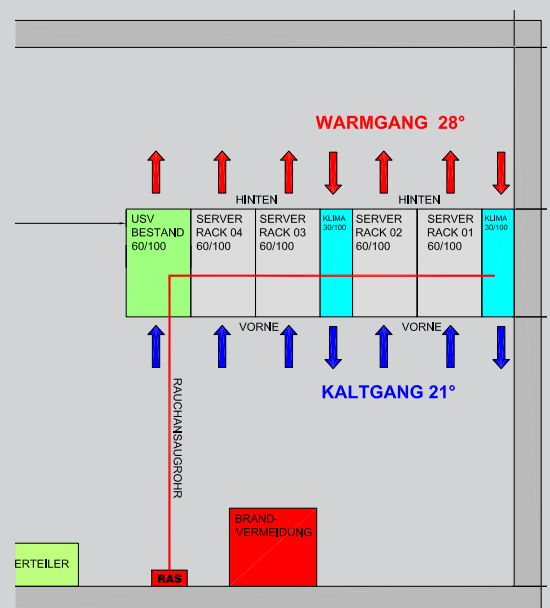 WARMGANG 28°
HINTEN
HINTEN
USV
BESTAND
60/100
SERVER
RACK 04
60/100
SERVER
RACK 03
60/100
KLIMA
30/100
SERVER
RACK 02
60/100
SERVER
RACK 01
60/100
KLIMA
30/100
VORNE
VORNE
KALTGANG 21°
RAUCHANSAUGROHR
BRAND-
VERMEIDUNG
ERTEILER
RAS